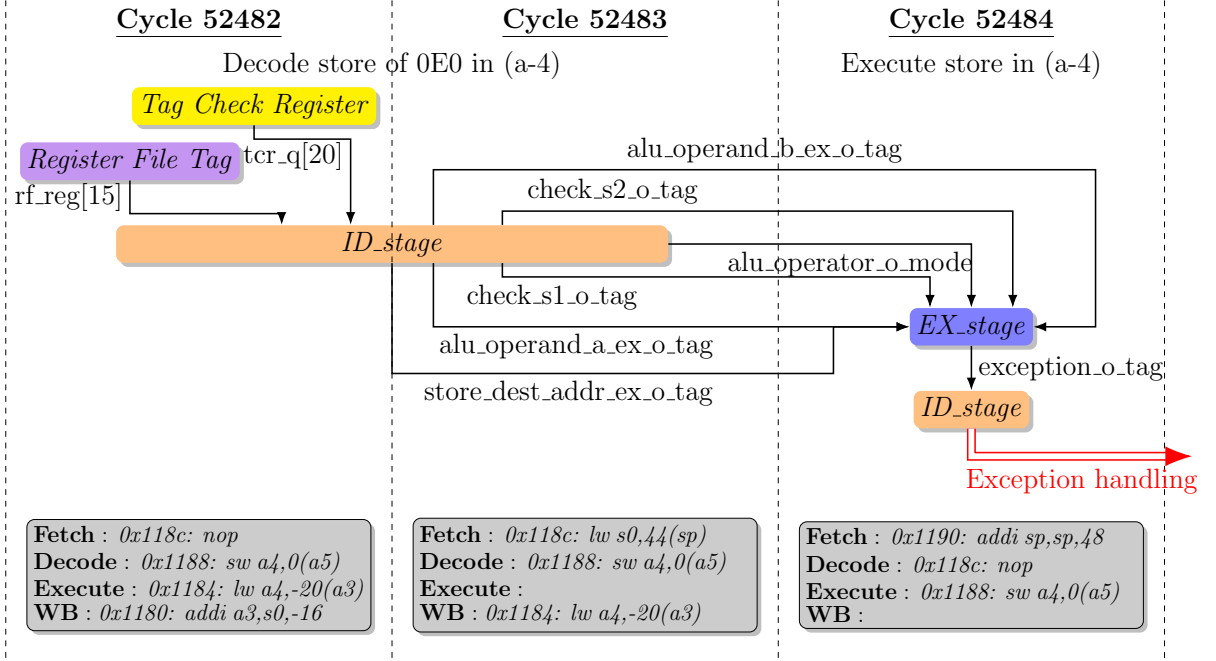 Cycle 52482
Cycle 52483
Cycle 52484
Decode store of 0E0 in (a-4)
Execute store in (a-4)
Tag Check Register
Register File Tag
tcr_q[20]
rf_reg[15]
ID_stage
alu_operand_b_ex_o_tag
check_s2_o_tag
alu_operator_o_mode
check_s1_o_tag
alu_operand_a_ex_o_tag
store_dest_addr_ex_o_tag
EX_stage
exception_o_tag
ID_stage
Exception handling
Fetch : 0x118c: nop
Decode : 0x1188: sw a4,0(a5)
Execute : 0x1184: lw a4,-20(a3)
WB : 0x1180: addi a3,s0,-16
Fetch : 0x118c: lw s0,44(sp)
Decode : 0x1188: sw a4,0(a5)
Execute :
WB : 0x1184: lw a4,-20(a3)
Fetch : 0x1190: addi sp,sp,48
Decode : 0x118c: nop
Execute : 0x1188: sw a4,0(a5)
WB :